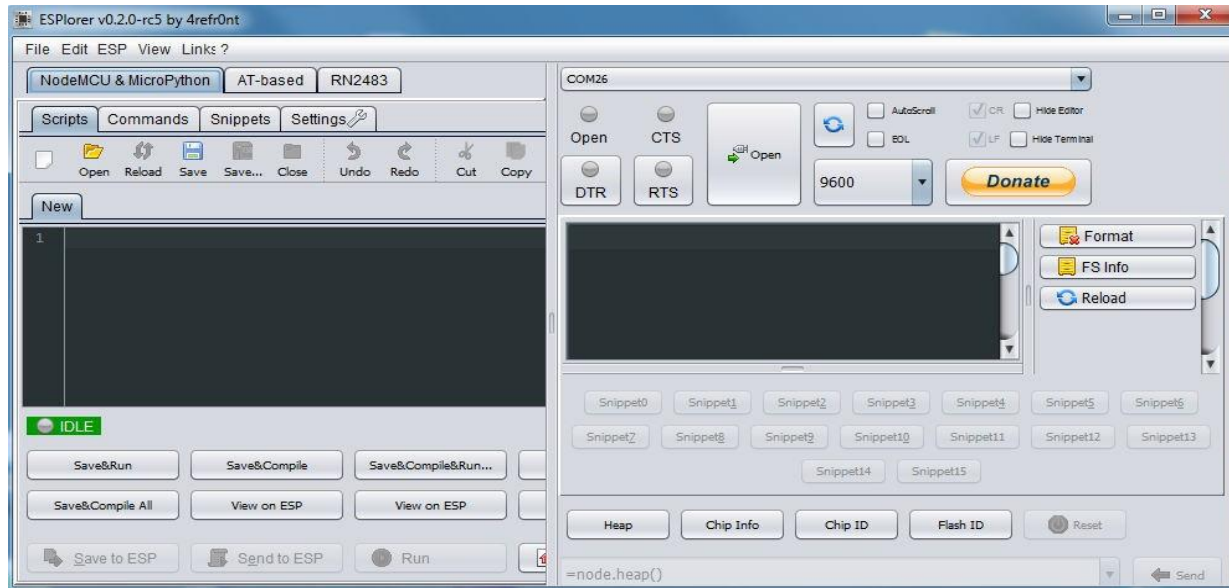 ESPlorer v0.2.0-rc5 by 4refr0nt
File Edit ESP View Links ?
NodeMCU & MicroPython AT-based RN2483
Scripts Commands Snippets Settings
Open Reload Save Save... Close Undo Redo Cut Copy
New
1
IDLE
Save&Run Save&Compile Save&Compile&Run...
Save&Compile All View on ESP View on ESP
Save to ESP Send to ESP Run
COM26
Open CTS Open AutoScroll CR Hide Editor
EOL LF Hide Terminal
DTR RTS 9600 Donate
Format
FS Info
Reload
Snippet0 Snippet1 Snippet2 Snippet3 Snippet4 Snippet5 Snippet6
Snippet7 Snippet8 Snippet9 Snippet10 Snippet11 Snippet12 Snippet13
Snippet14 Snippet15
Heap Chip Info Chip ID Flash ID Reset
=node.heap() Send